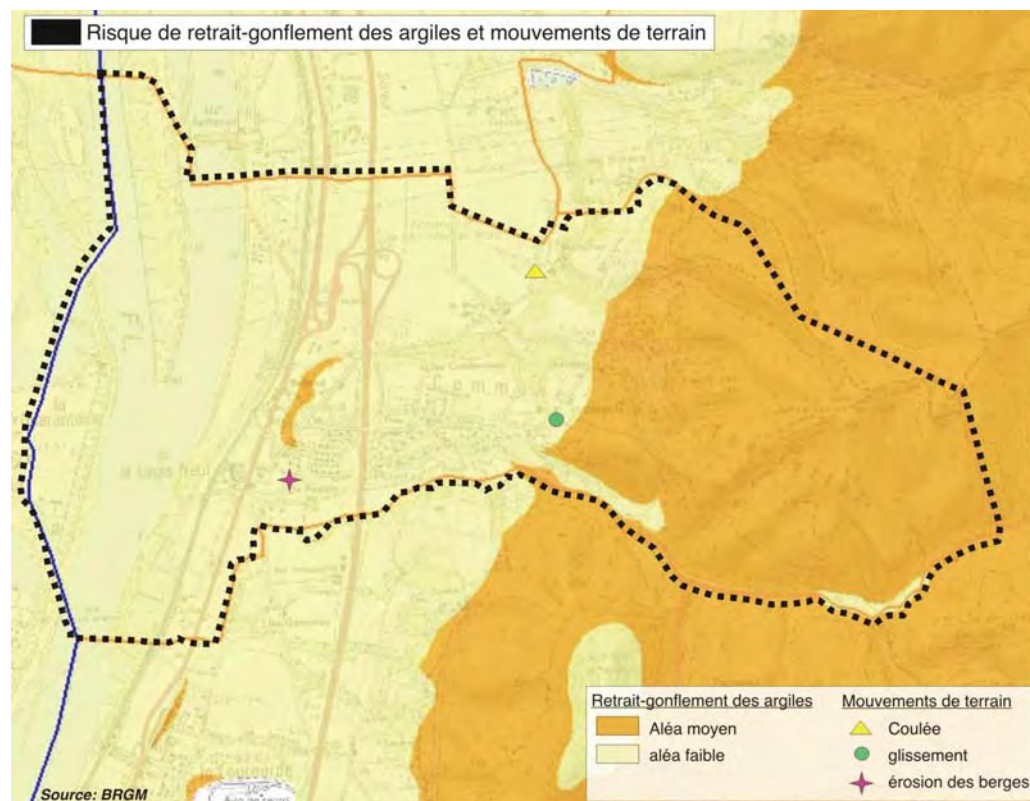 Risque de retrait-gonflement des argiles et mouvements de terrain
Retrait-gonflement des argiles
Aléa moyen
aléa faible
Mouvements de terrain
Coulée
glissement
érosion des berges
Source: BRGM